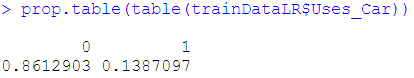 > prop.table(table(trainDataLR$Uses_Car))
0 1
0.8612903 0.1387097